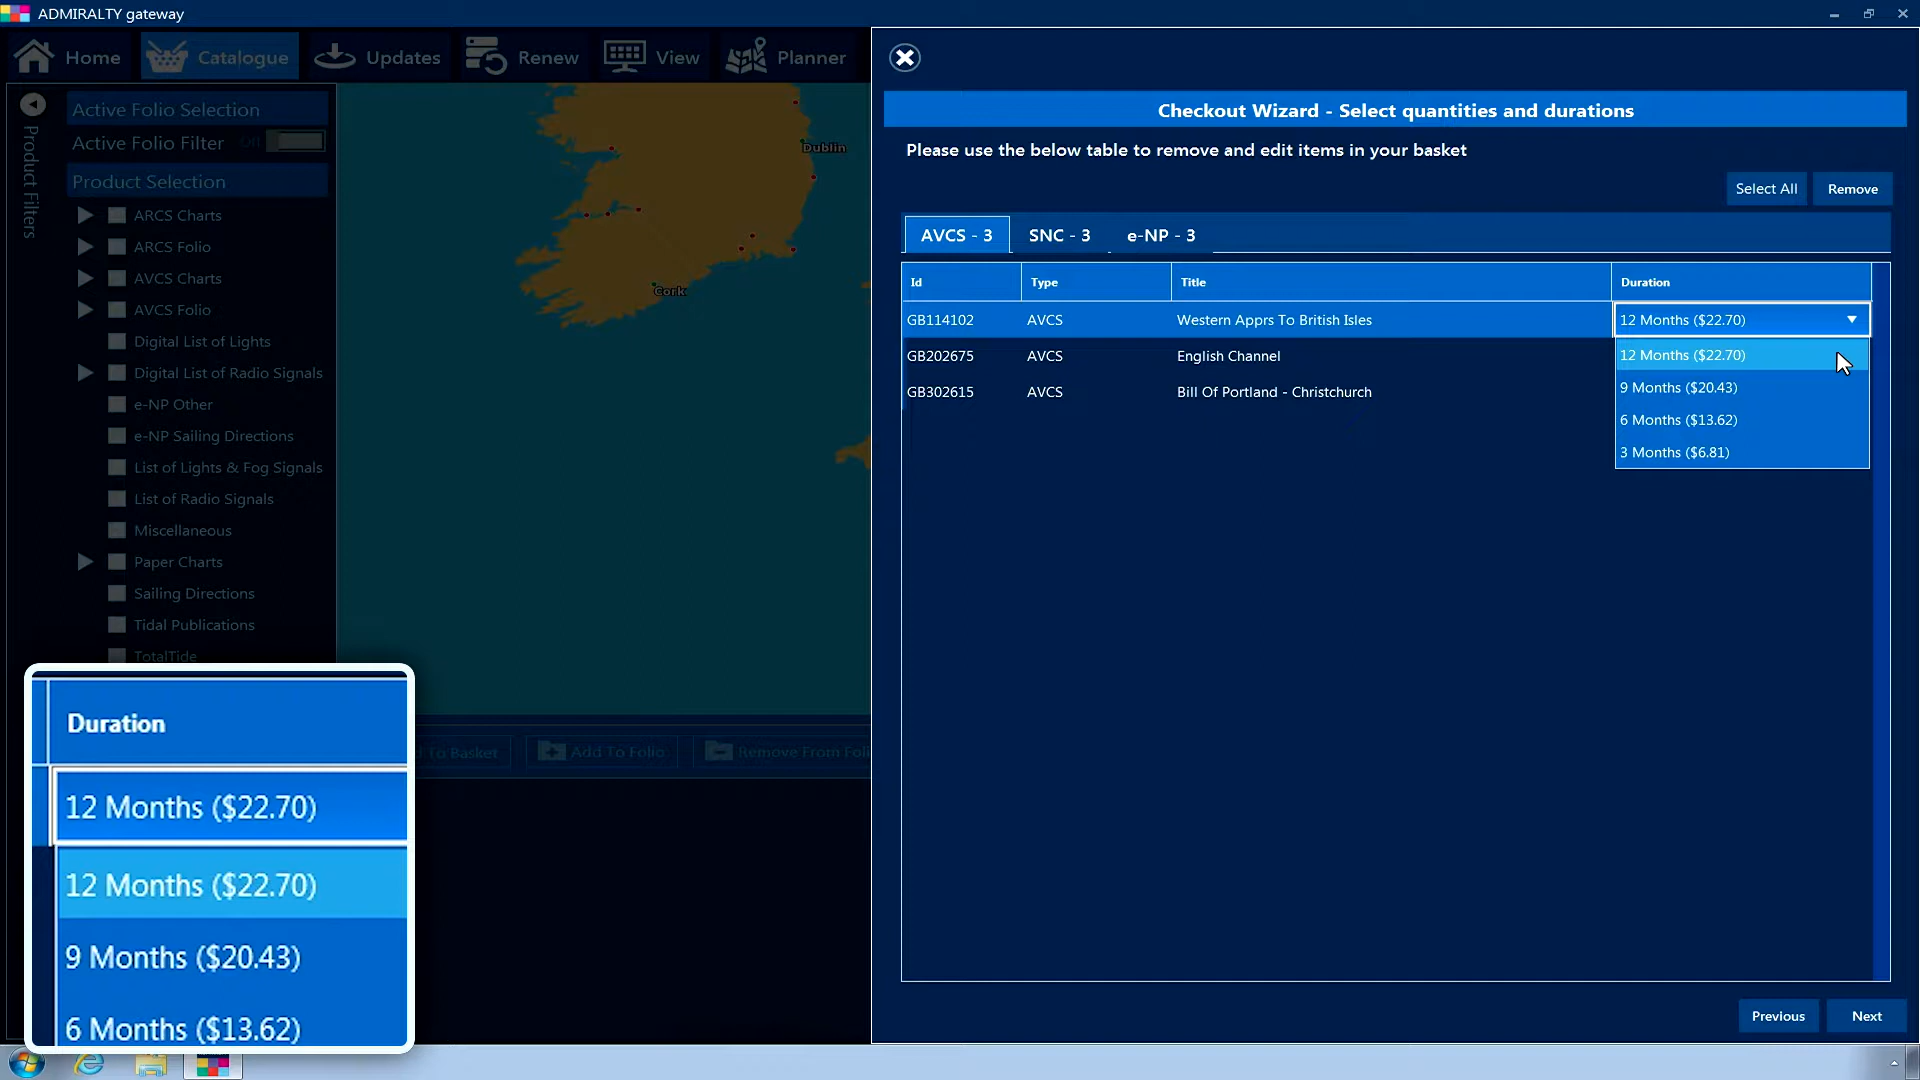 ADMIRALTY gateway
Home
Catalogue
Updates
Renew
View
Planner
Product Filters
Active Folio Selection
Active Folio Filter Off
Product Selection
ARCS Charts
ARCS Folio
AVCS Charts
AVCS Folio
Digital List of Lights
Digital List of Radio Signals
e-NP Other
e-NP Sailing Directions
List of Lights & Fog Signals
List of Radio Signals
Miscellaneous
Paper Charts
Sailing Directions
Tidal Publications
TotalTide
Dublin
Cork
To Basket
Add To Folio
Remove From Foli
Checkout Wizard - Select quantities and durations
Please use the below table to remove and edit items in your basket
Select All
Remove
AVCS - 3
SNC - 3
e-NP - 3
Id Type Title Duration
GB114102 AVCS Western Apprs To British Isles 12 Months ($22.70)
GB202675 AVCS English Channel
GB302615 AVCS Bill Of Portland - Christchurch
12 Months ($22.70)
9 Months ($20.43)
6 Months ($13.62)
3 Months ($6.81)
Previous
Next
Duration
12 Months ($22.70)
12 Months ($22.70)
9 Months ($20.43)
6 Months ($13.62)